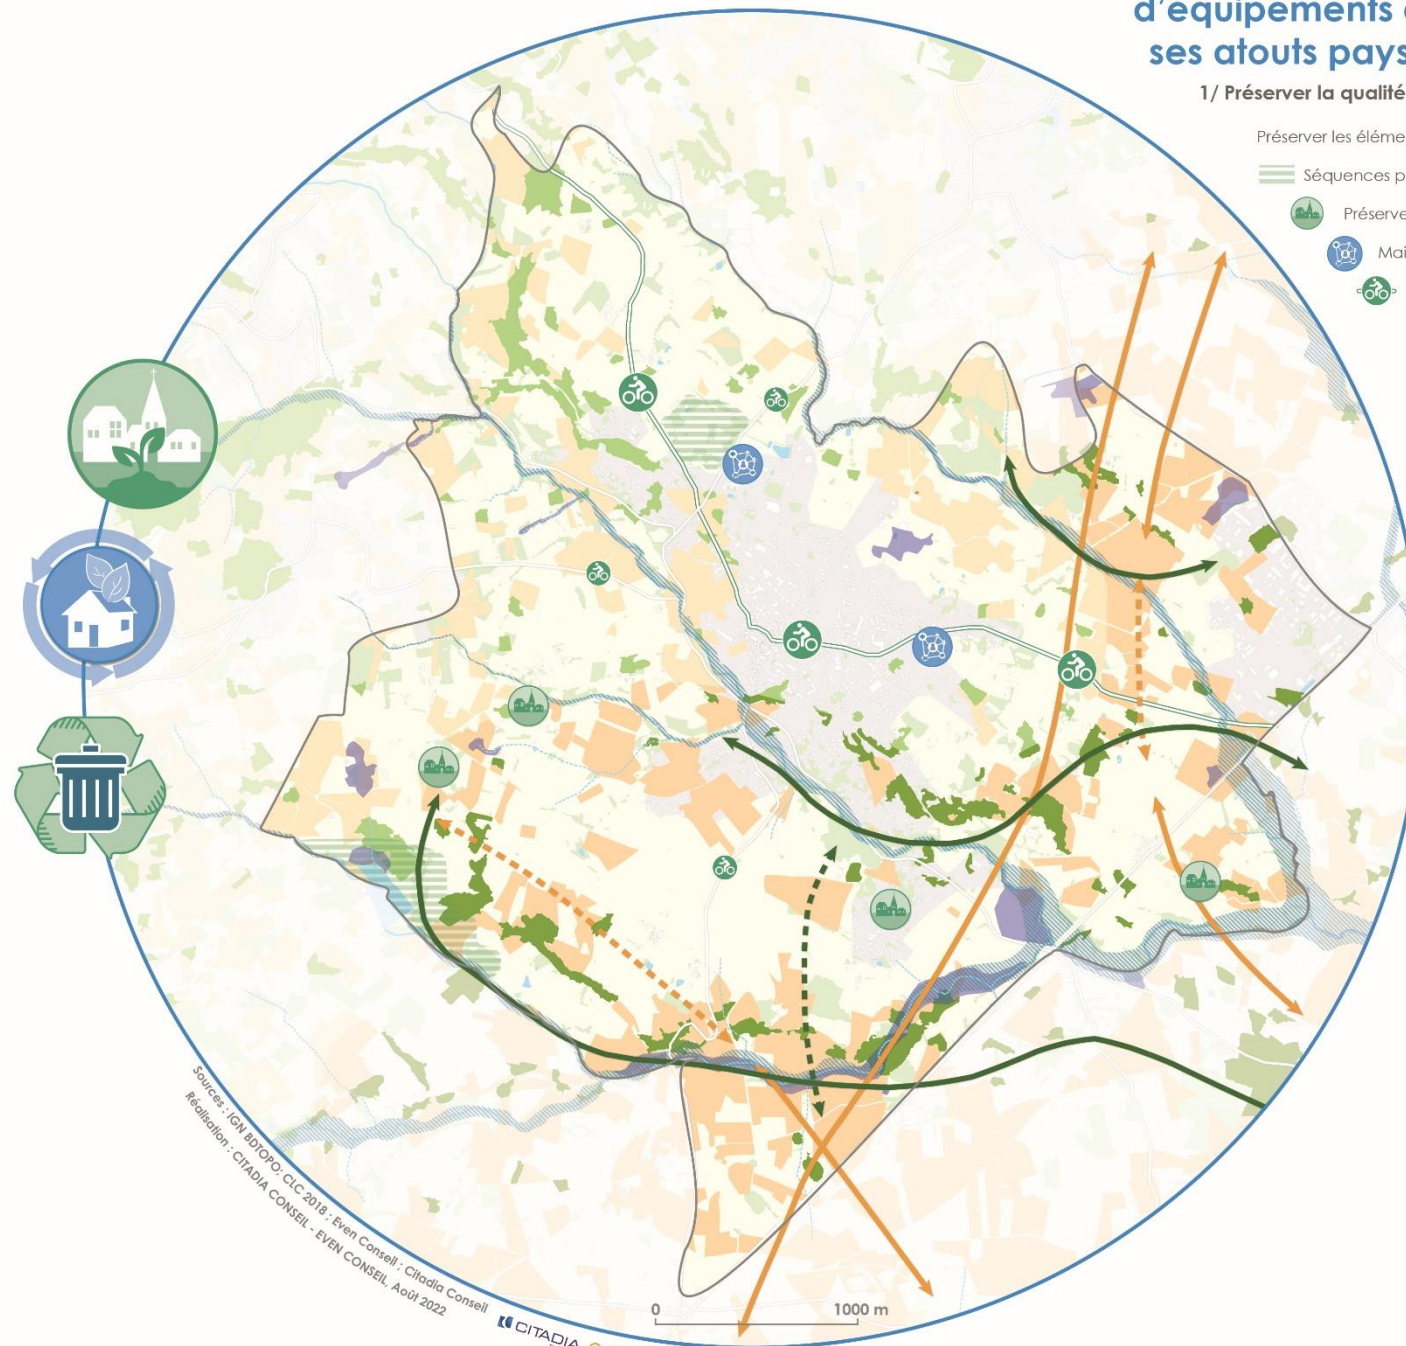 d'équipements
ses atouts pays
1/ Préserver la qualité
Préserver les éléme
Séquences p
Préserve
Mai
Sources : IGN BDTOPO; CLC 2018 ; Even Conseil ; Citadia Conseil
Réalisation : CITADIA CONSEIL - EVEN CONSEIL, Août 2022
0 1000 m
CITADIA